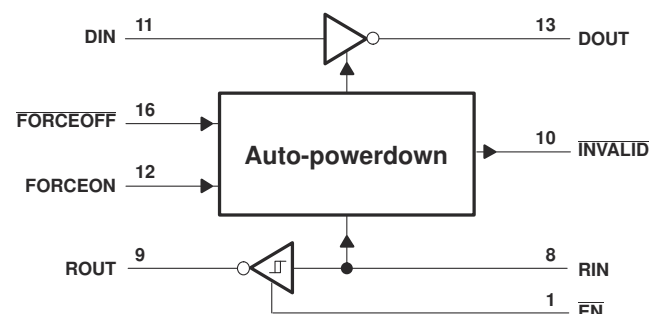 DIN 11 13 DOUT
FORCEOFF 16
Auto-powerdown
10 INVALID
FORCEON 12
ROUT 9 8 RIN
1 EN